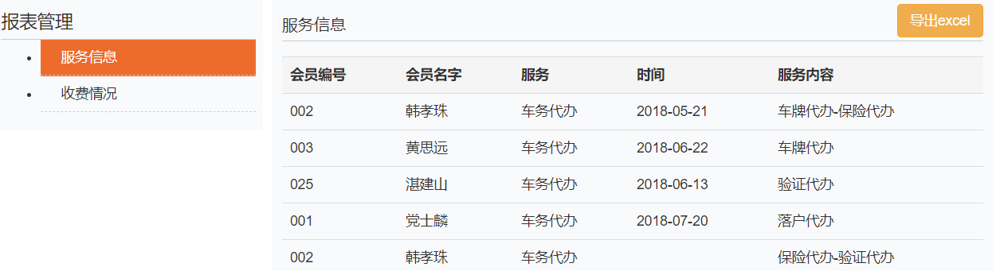 报表管理
服务信息
收费情况
服务信息
导出excel
会员编号 会员名字 服务 时间 服务内容
002 韩孝珠 车务代办 2018-05-21 车牌代办-保险代办
003 黄思远 车务代办 2018-06-22 车牌代办
025 湛建山 车务代办 2018-06-13 验证代办
001 党士麟 车务代办 2018-07-20 落户代办
002 韩孝珠 车务代办 保险代办-验证代办